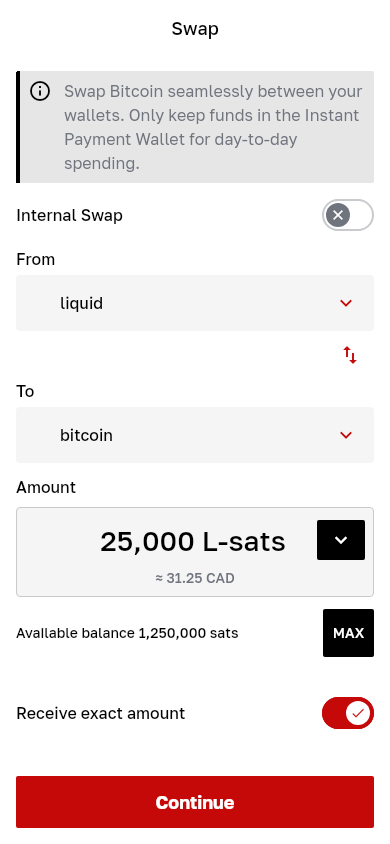 Swap
Swap Bitcoin seamlessly between your
wallets. Only keep funds in the Instant
Payment Wallet for day-to-day
spending.
Internal Swap
From
liquid
To
bitcoin
Amount
25,000 L-sats
≈ 31.25 CAD
Available balance 1,250,000 sats
MAX
Receive exact amount
Continue